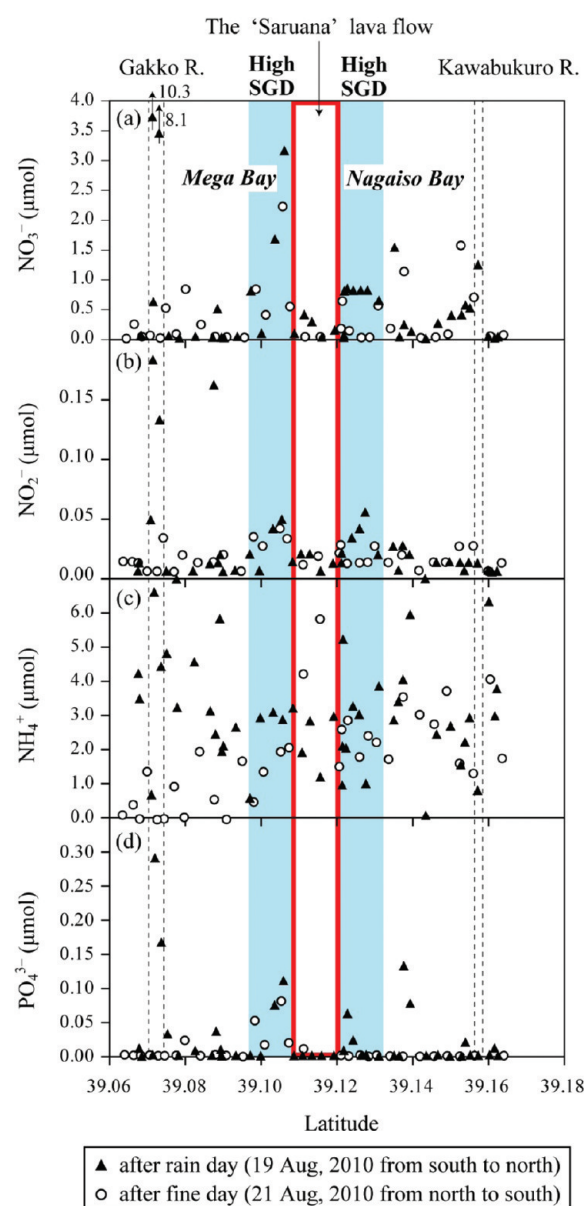 The ‘Saruana’ lava flow
Gakko R. High SGD High SGD Kawabukuro R.
10.3
8.1
(a)
Mega Bay Nagaiso Bay
NO₃⁻ (μmol)
4.0
3.5
3.0
2.5
2.0
1.5
1.0
0.5
0.0
(b)
NO₂⁻ (μmol)
0.15
0.10
0.05
0.00
(c)
NH₄⁺ (μmol)
6.0
5.0
4.0
3.0
2.0
1.0
0.0
(d)
PO₄³⁻ (μmol)
0.30
0.25
0.20
0.15
0.10
0.05
0.00
39.06 39.08 39.10 39.12 39.14 39.16 39.18
Latitude
▲ after rain day (19 Aug, 2010 from south to north)
○ after fine day (21 Aug, 2010 from north to south)